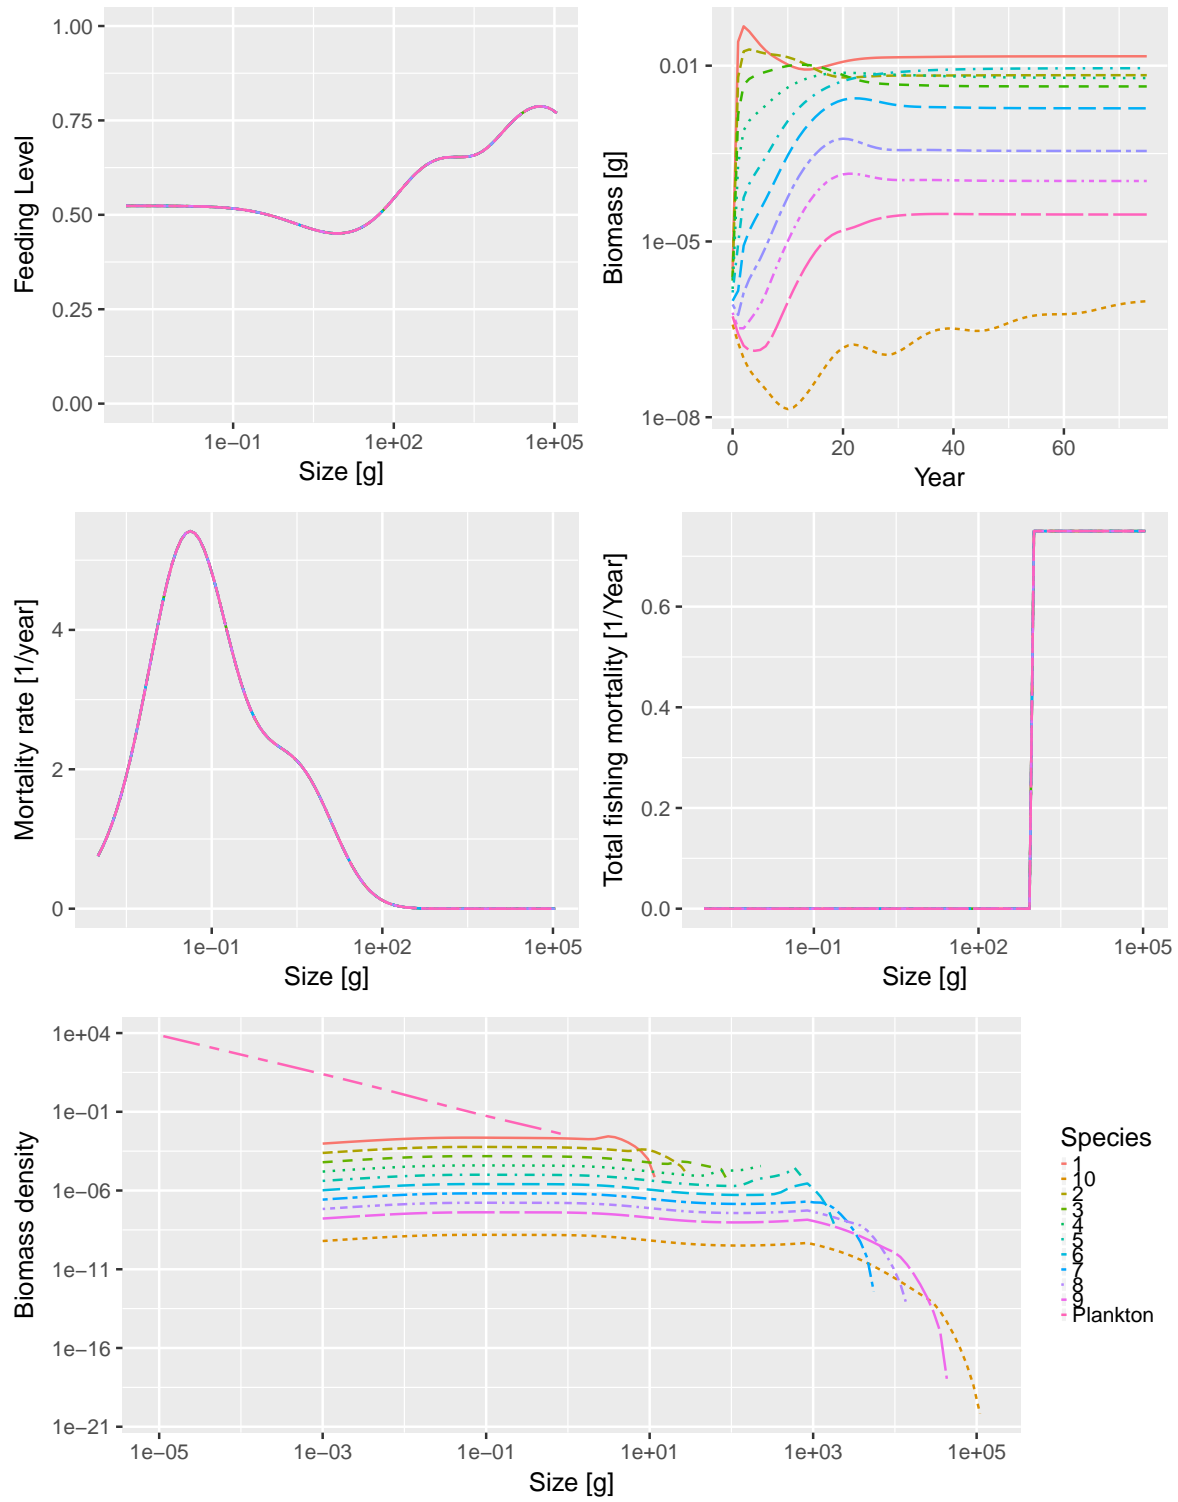 1.00
0.75
0.50
0.25
0.00
Feeding Level
1e−01
1e+02
1e+05
Size [g]
0.01
1e−05
1e−08
Biomass [g]
0
20
40
60
Year
4
2
0
Mortality rate [1/year]
1e−01
1e+02
1e+05
Size [g]
0.6
0.4
0.2
0.0
Total fishing mortality [1/Year]
1e−01
1e+02
1e+05
Size [g]
1e+04
1e−01
1e−06
1e−11
1e−16
1e−21
Biomass density
1e−05
1e−03
1e−01
1e+01
1e+03
1e+05
Size [g]
Species
1
10
2
3
4
5
6
7
8
9
Plankton